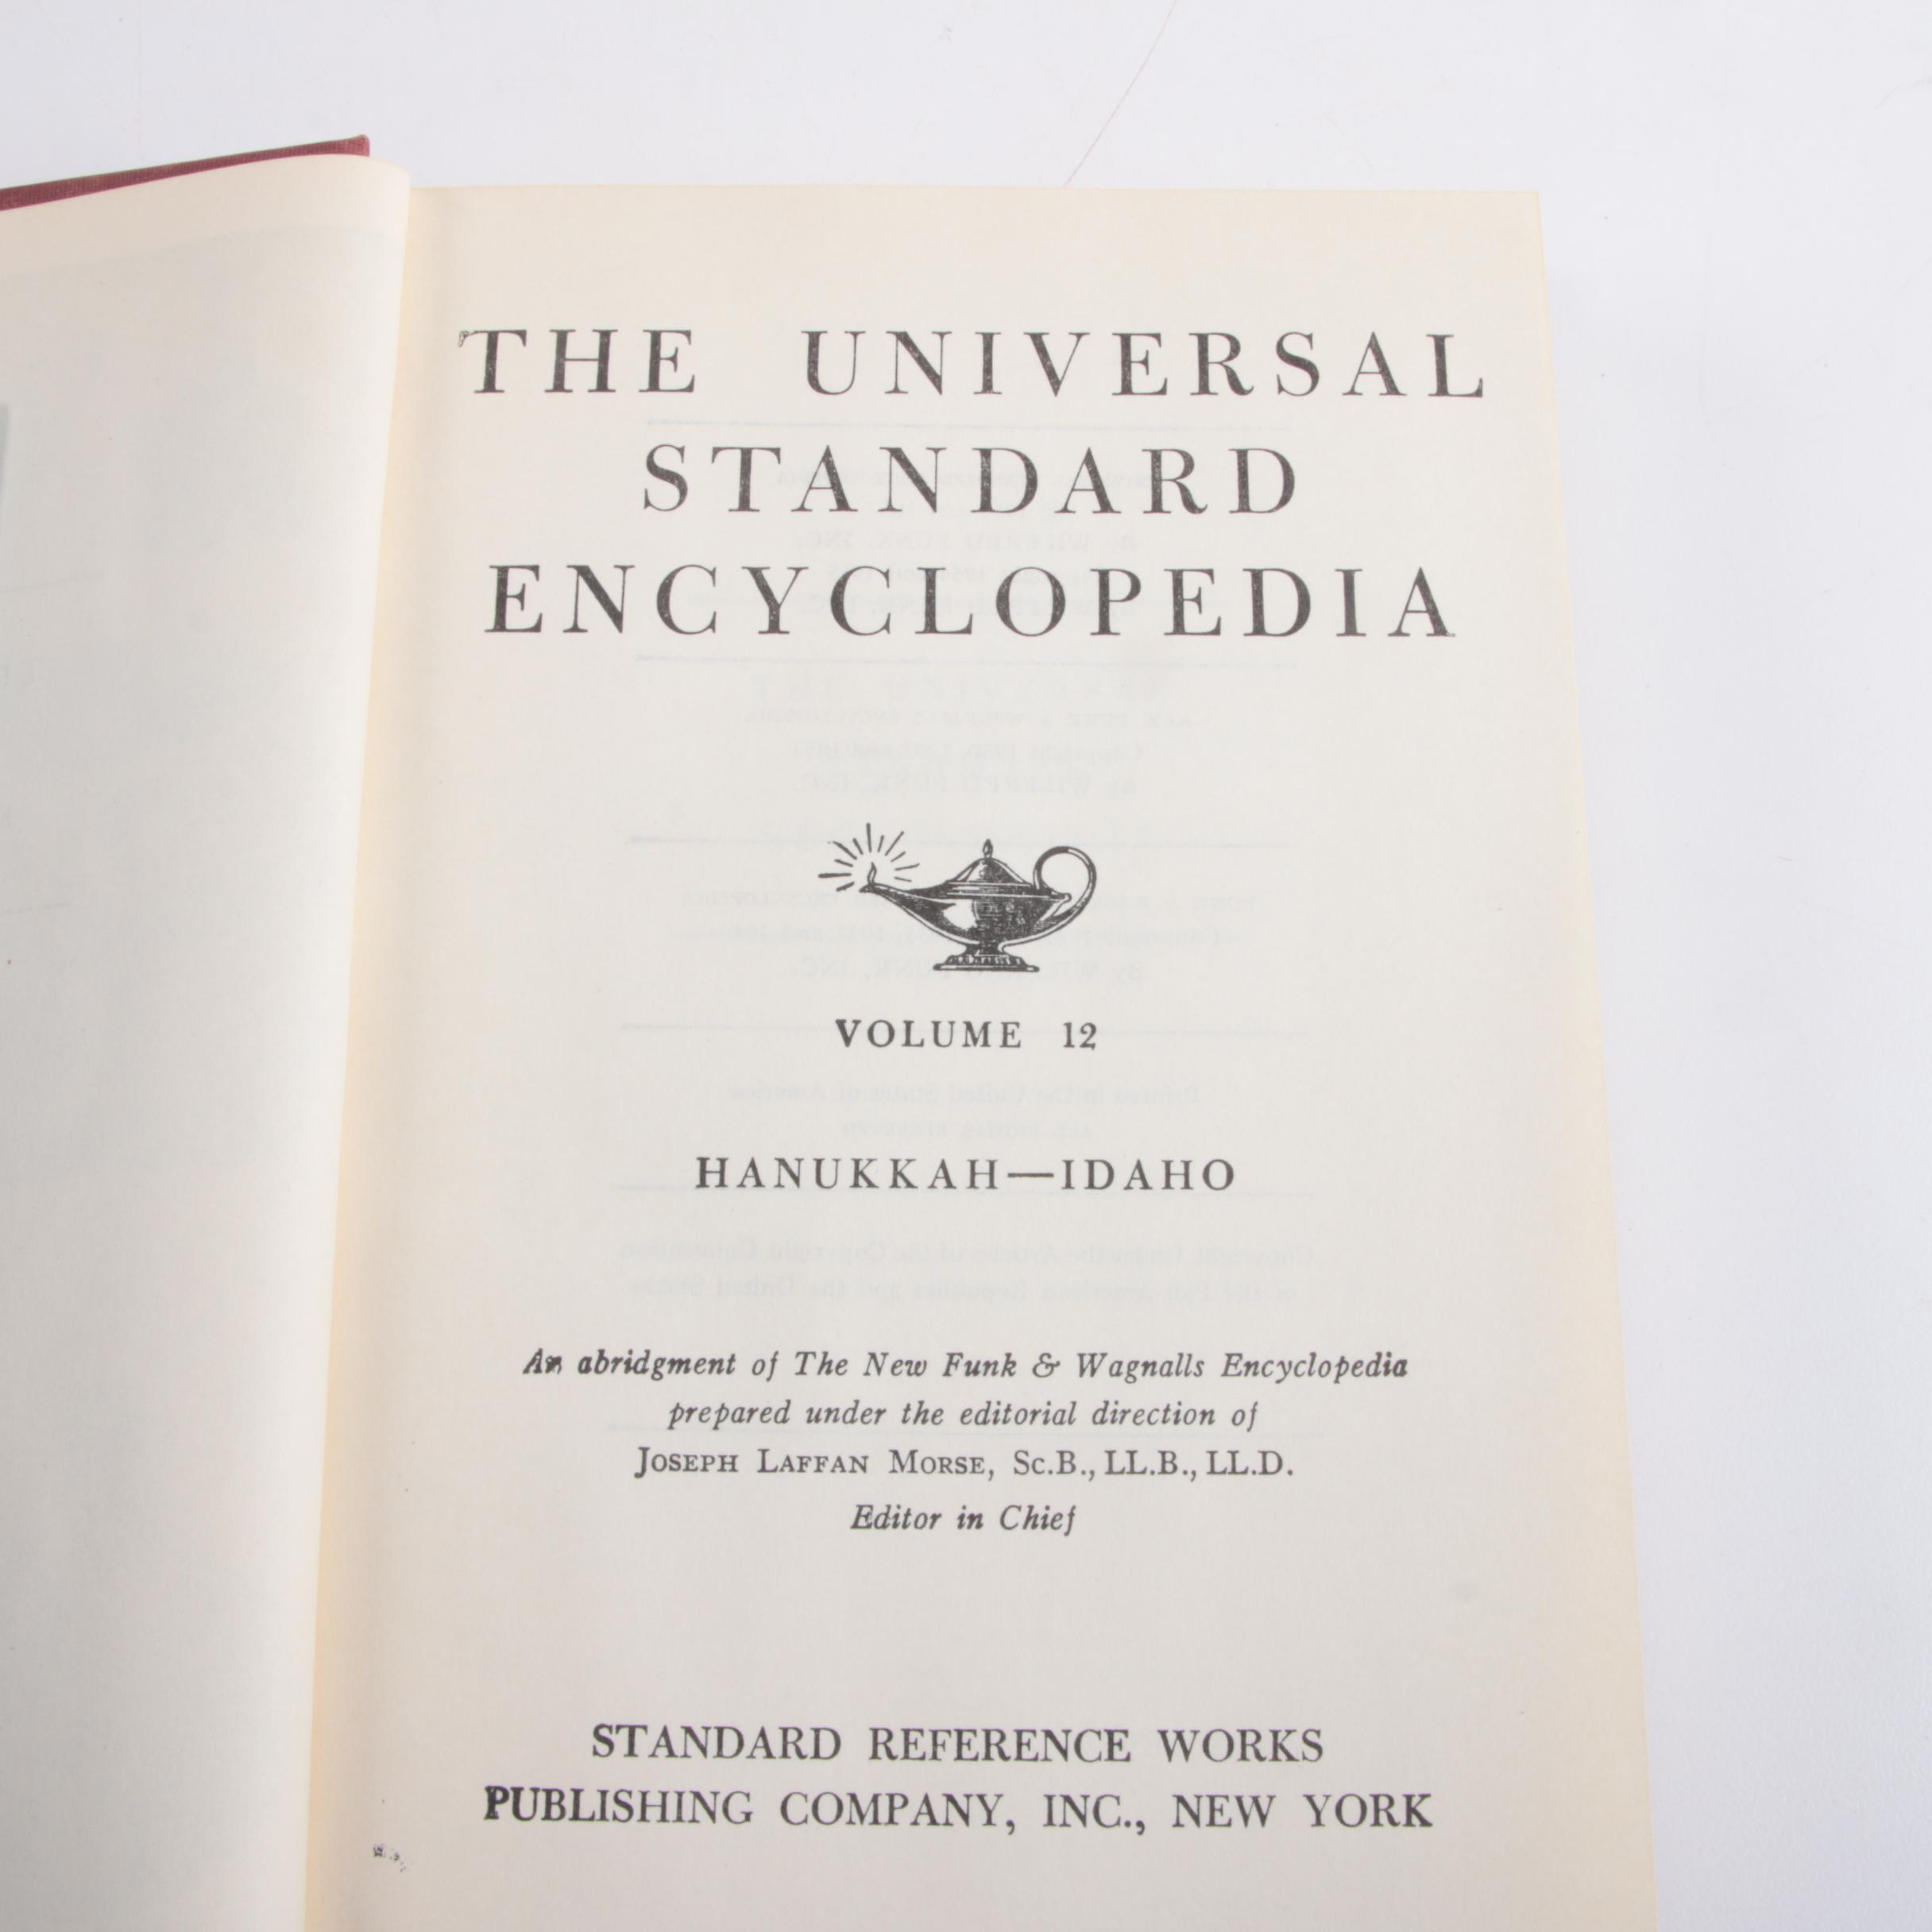 THE UNIVERSAL
STANDARD
ENCYCLOPEDIA
VOLUME 12
HANUKKAH—IDAHO
An abridgment of The New Funk & Wagnalls Encyclopedia
prepared under the editorial direction of
JOSEPH LAFFAN MORSE, Sc.B., LL.B., LL.D.
Editor in Chief
STANDARD REFERENCE WORKS
PUBLISHING COMPANY, INC., NEW YORK